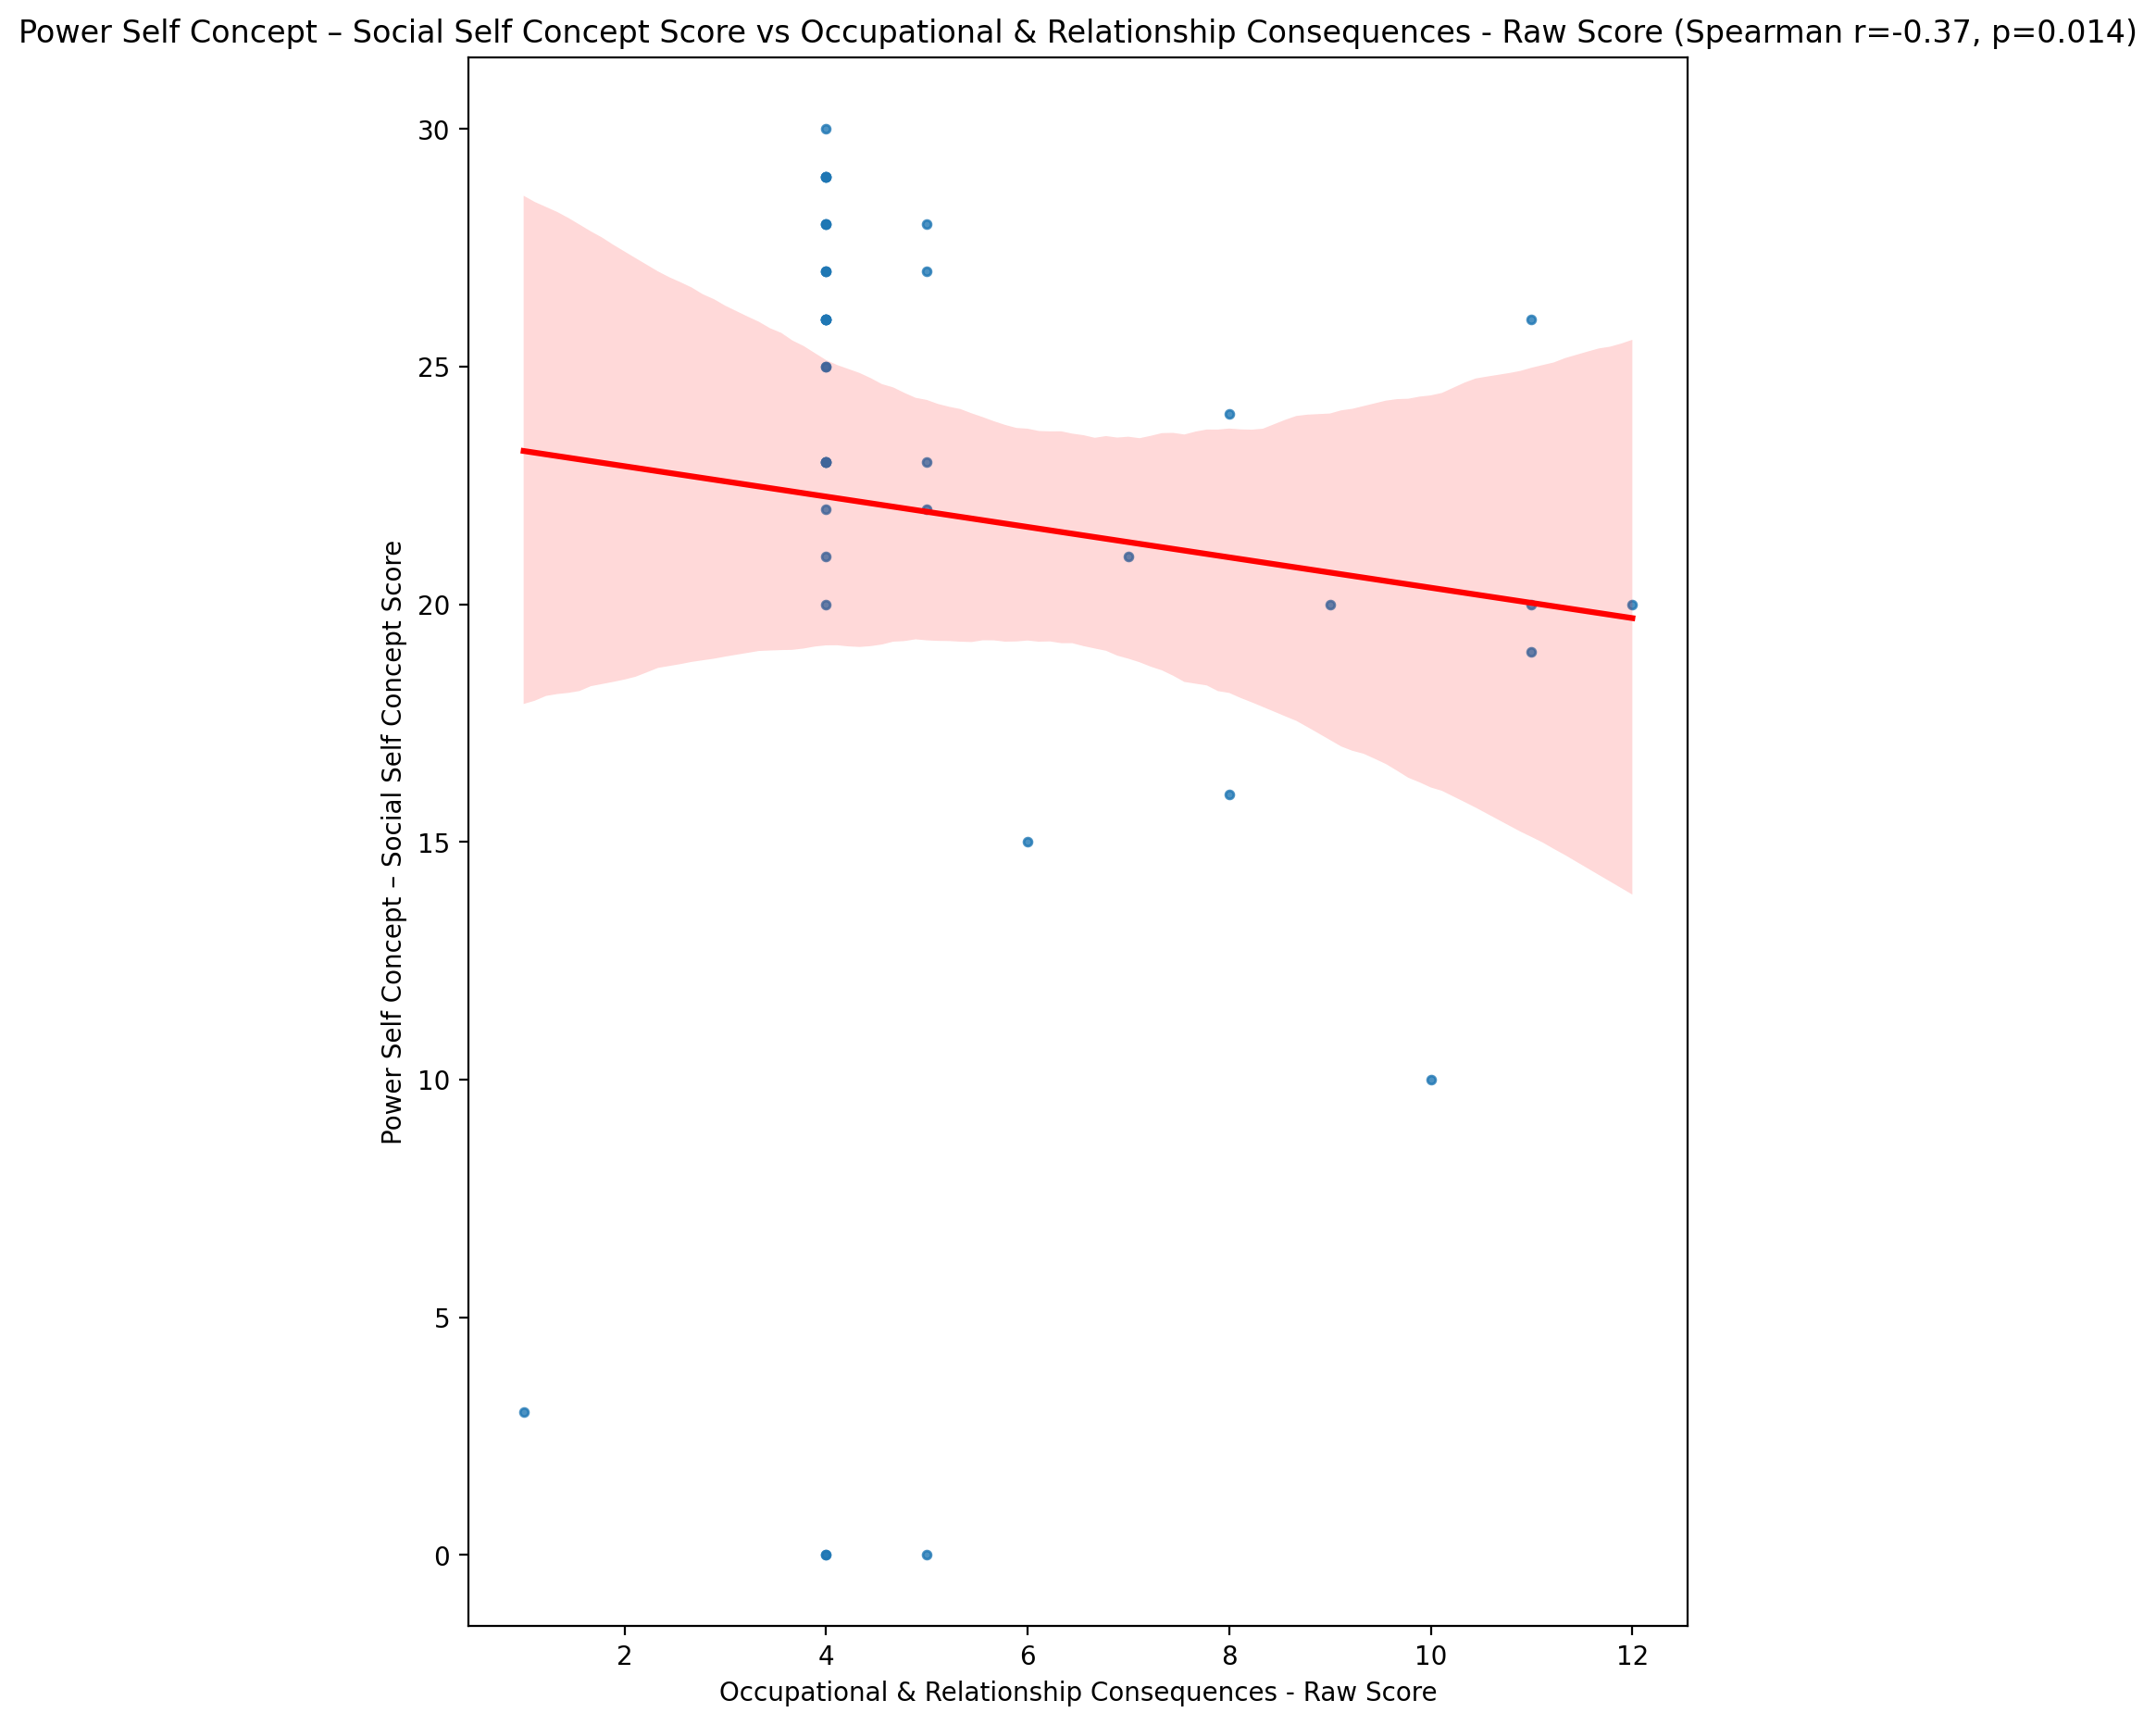 Power Self Concept – Social Self Concept Score vs Occupational & Relationship Consequences - Raw Score (Spearman r=-0.37, p=0.014)
Power Self Concept – Social Self Concept Score
30
25
20
15
10
5
0
2 4 6 8 10 12
Occupational & Relationship Consequences - Raw Score